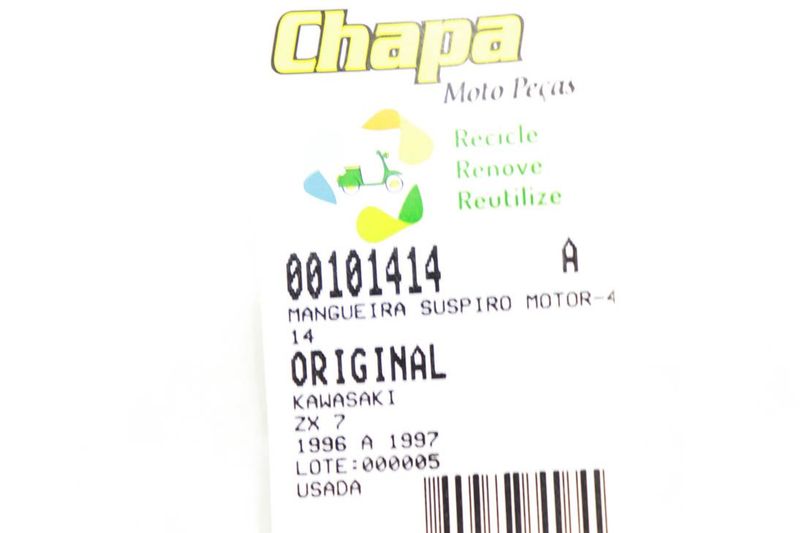 Chapa
Moto Peças
Recicle
Renove
Reutilize
00101414 A
MANGUEIRA SUSPIRO MOTOR-4
14
ORIGINAL
KAWASAKI
ZX 7
1996 A 1997
LOTE:000005
USADA